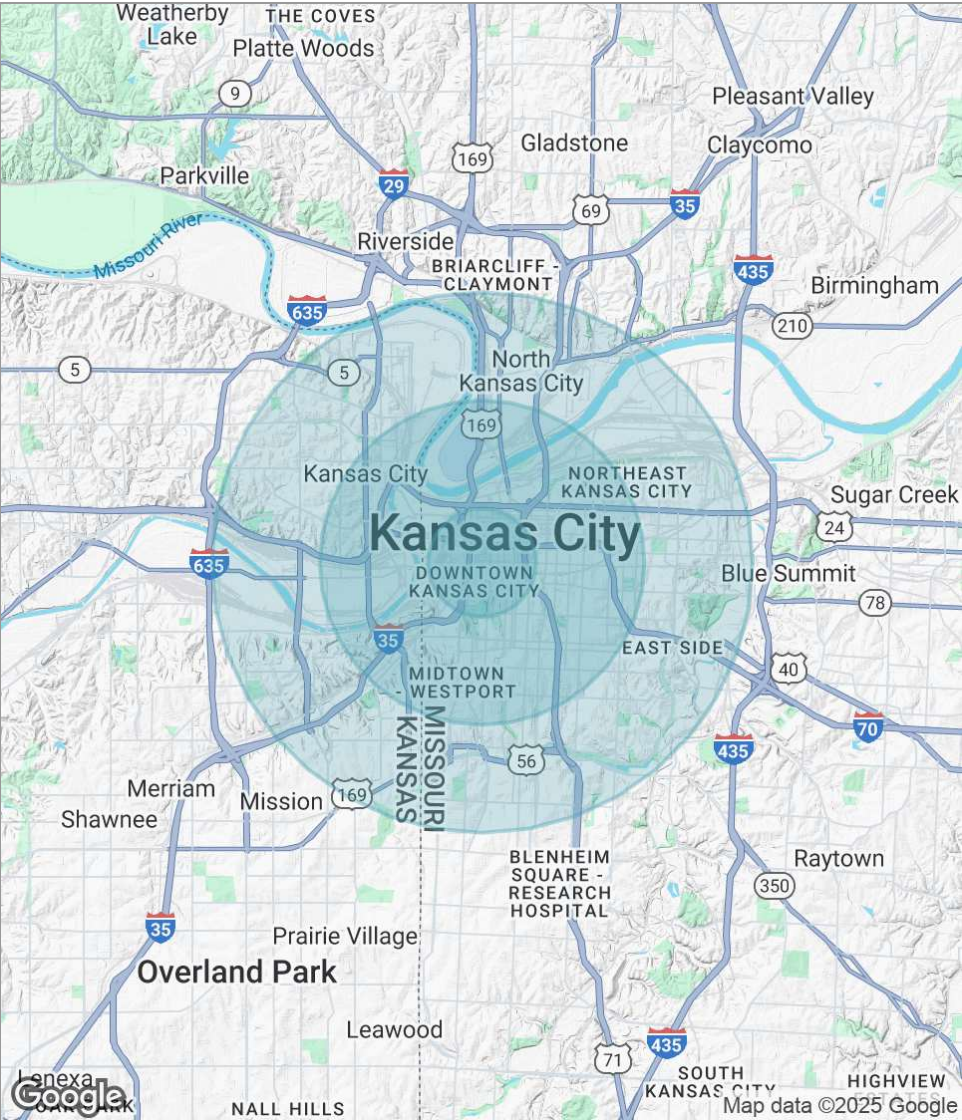 Weatherby
Lake
THE COVES
Platte Woods
9
Pleasant Valley
Gladstone
Claycomo
169
Parkville
29
69
35
Missouri River
Riverside
BRIARCLIFF -
CLAYMONT
435
Birmingham
635
210
5
5
North
Kansas City
169
Kansas City
NORTHEAST
KANSAS CITY
Sugar Creek
24
Kansas City
635
DOWNTOWN
KANSAS CITY
Blue Summit
78
35
EAST SIDE
40
MIDTOWN
- WESTPORT
MISSOURI
KANSAS
70
435
56
Merriam
Mission
169
Shawnee
BLENHEIM
SQUARE -
RESEARCH
HOSPITAL
Raytown
350
35
Prairie Village
Overland Park
Leawood
435
71
Lenexa
SOUTH
KANSAS CITY
HIGHVIEW
ESTATES
Google
OAK PARK
NALL HILLS
Map data ©2025 Google